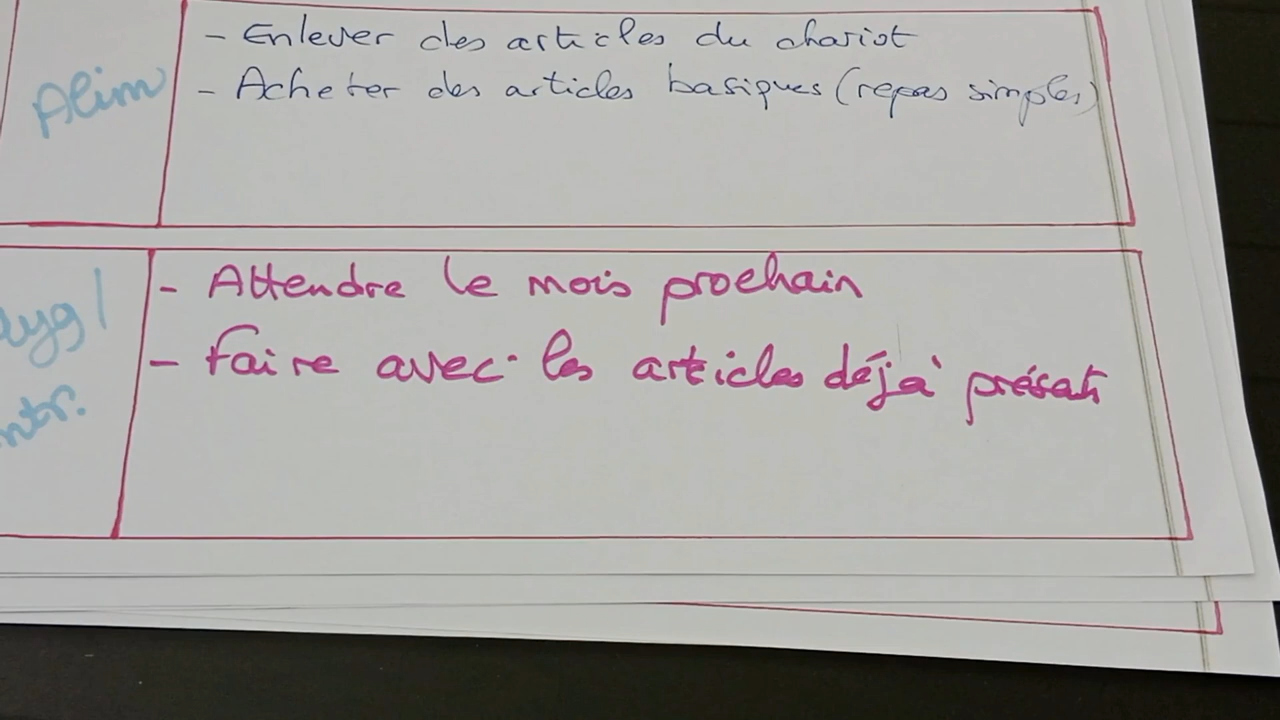 - Enlever des articles du chariot
Alim - Acheter des articles basiques (repas simples)
- Attendre le mois prochain
- Faire avec les articles déjà présents